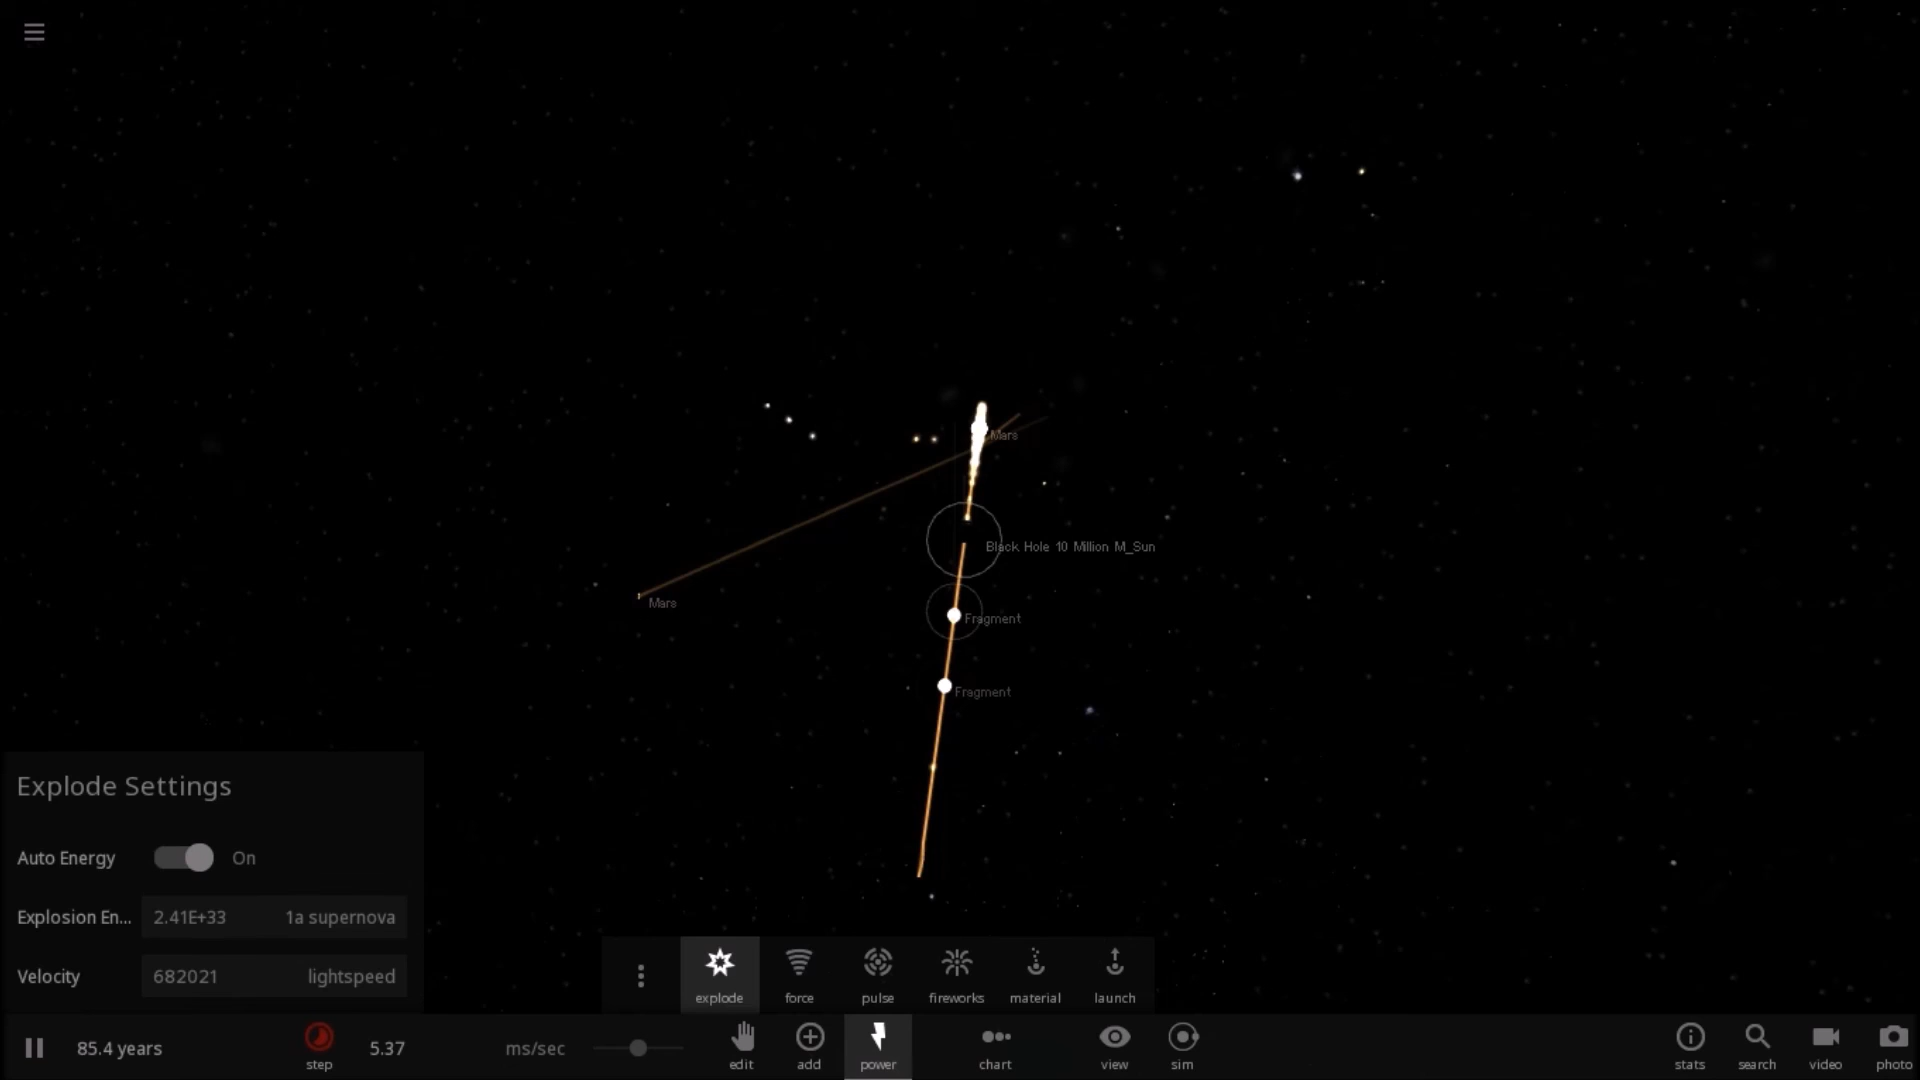 Mars
Black Hole 10 Million M_Sun
Mars
Fragment
Fragment
Explode Settings
Auto Energy On
Explosion En... 2.41E+33 1a supernova
Velocity 682021 lightspeed
explode force pulse fireworks material launch
85.4 years step 5.37 ms/sec edit add power chart view sim stats search video photo